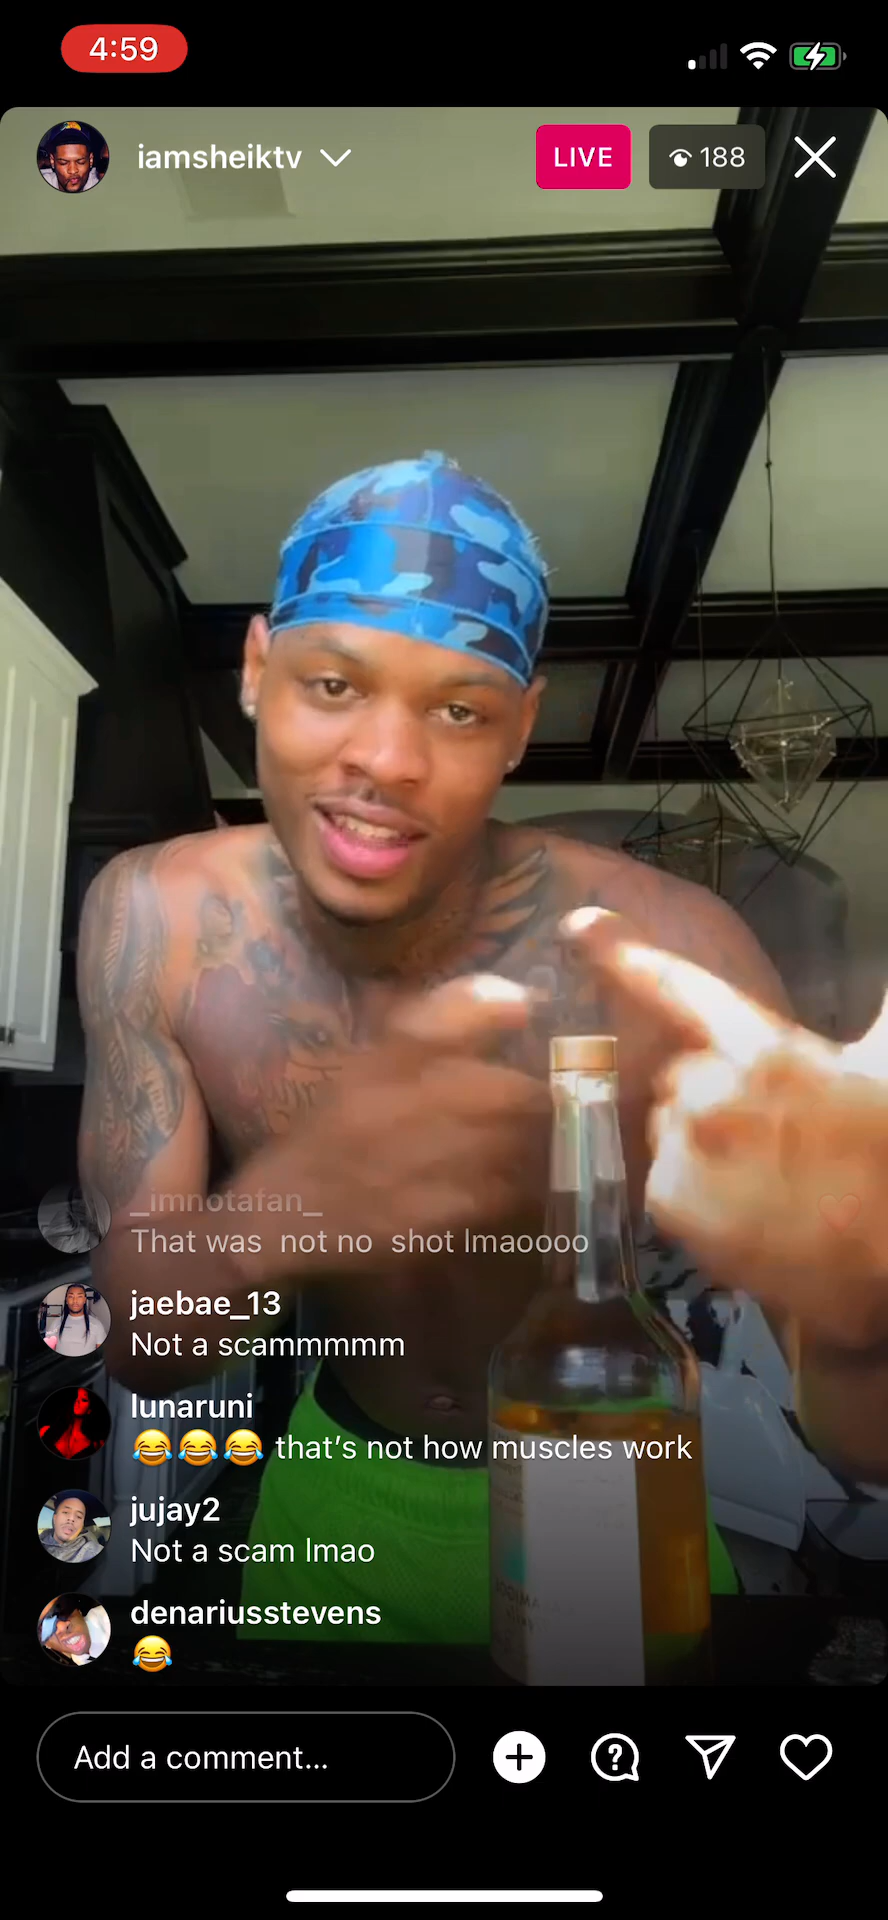 4:59
iamsheiktv
LIVE
188
_imnotafan_
That was not no shot lmaoooo
jaebae_13
Not a scammmmm
lunaruni
😂😂😂 that’s not how muscles work
jujay2
Not a scam lmao
denariusstevens
😂
Add a comment...